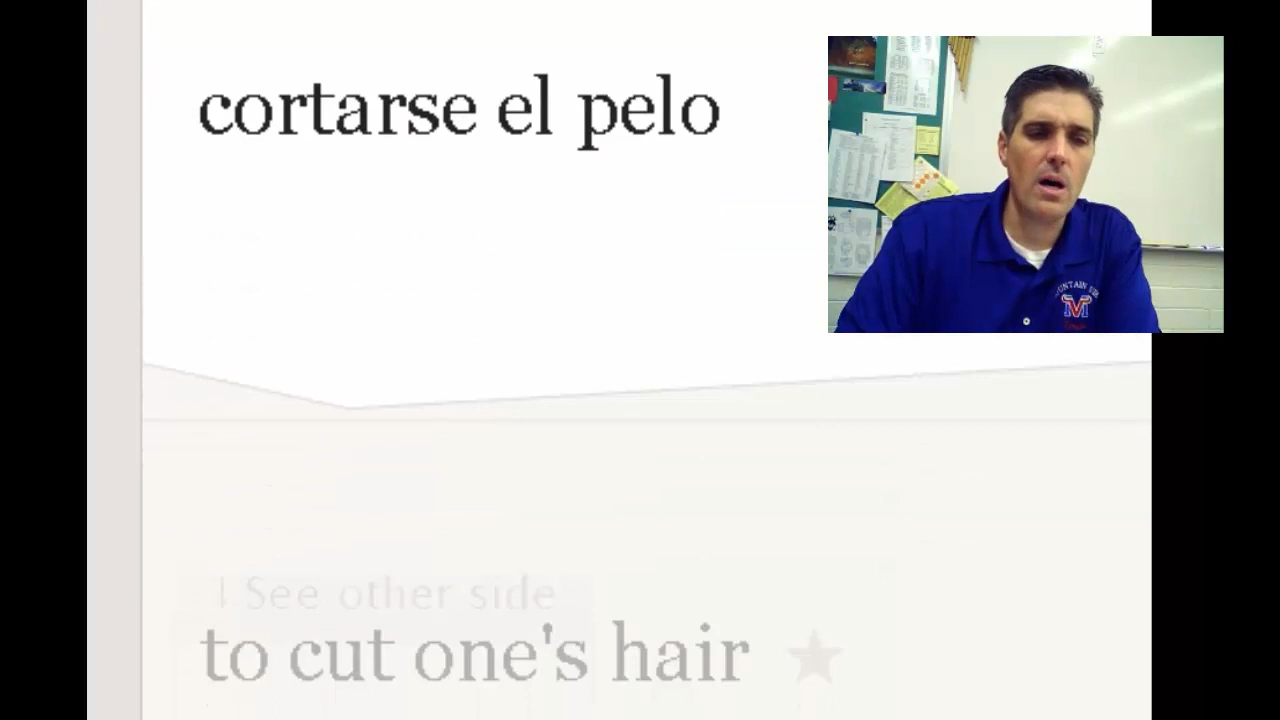 cortarse el pelo
See other side
to cut one's hair